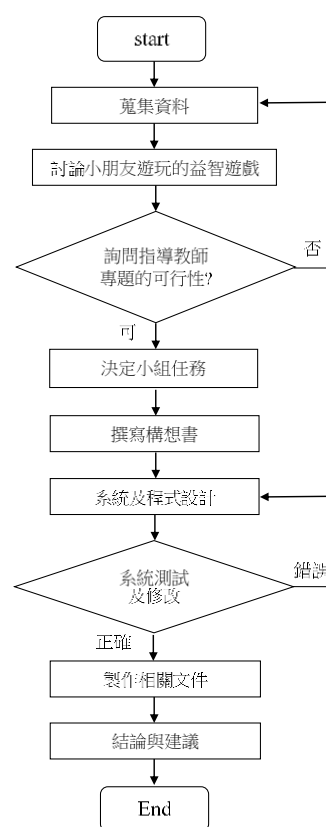 start
蒐集資料
討論小朋友遊玩的益智遊戲
詢問指導教師
專題的可行性?
否
可
決定小組任務
撰寫構想書
系統及程式設計
系統測試
及修改
錯誤
正確
製作相關文件
結論與建議
End